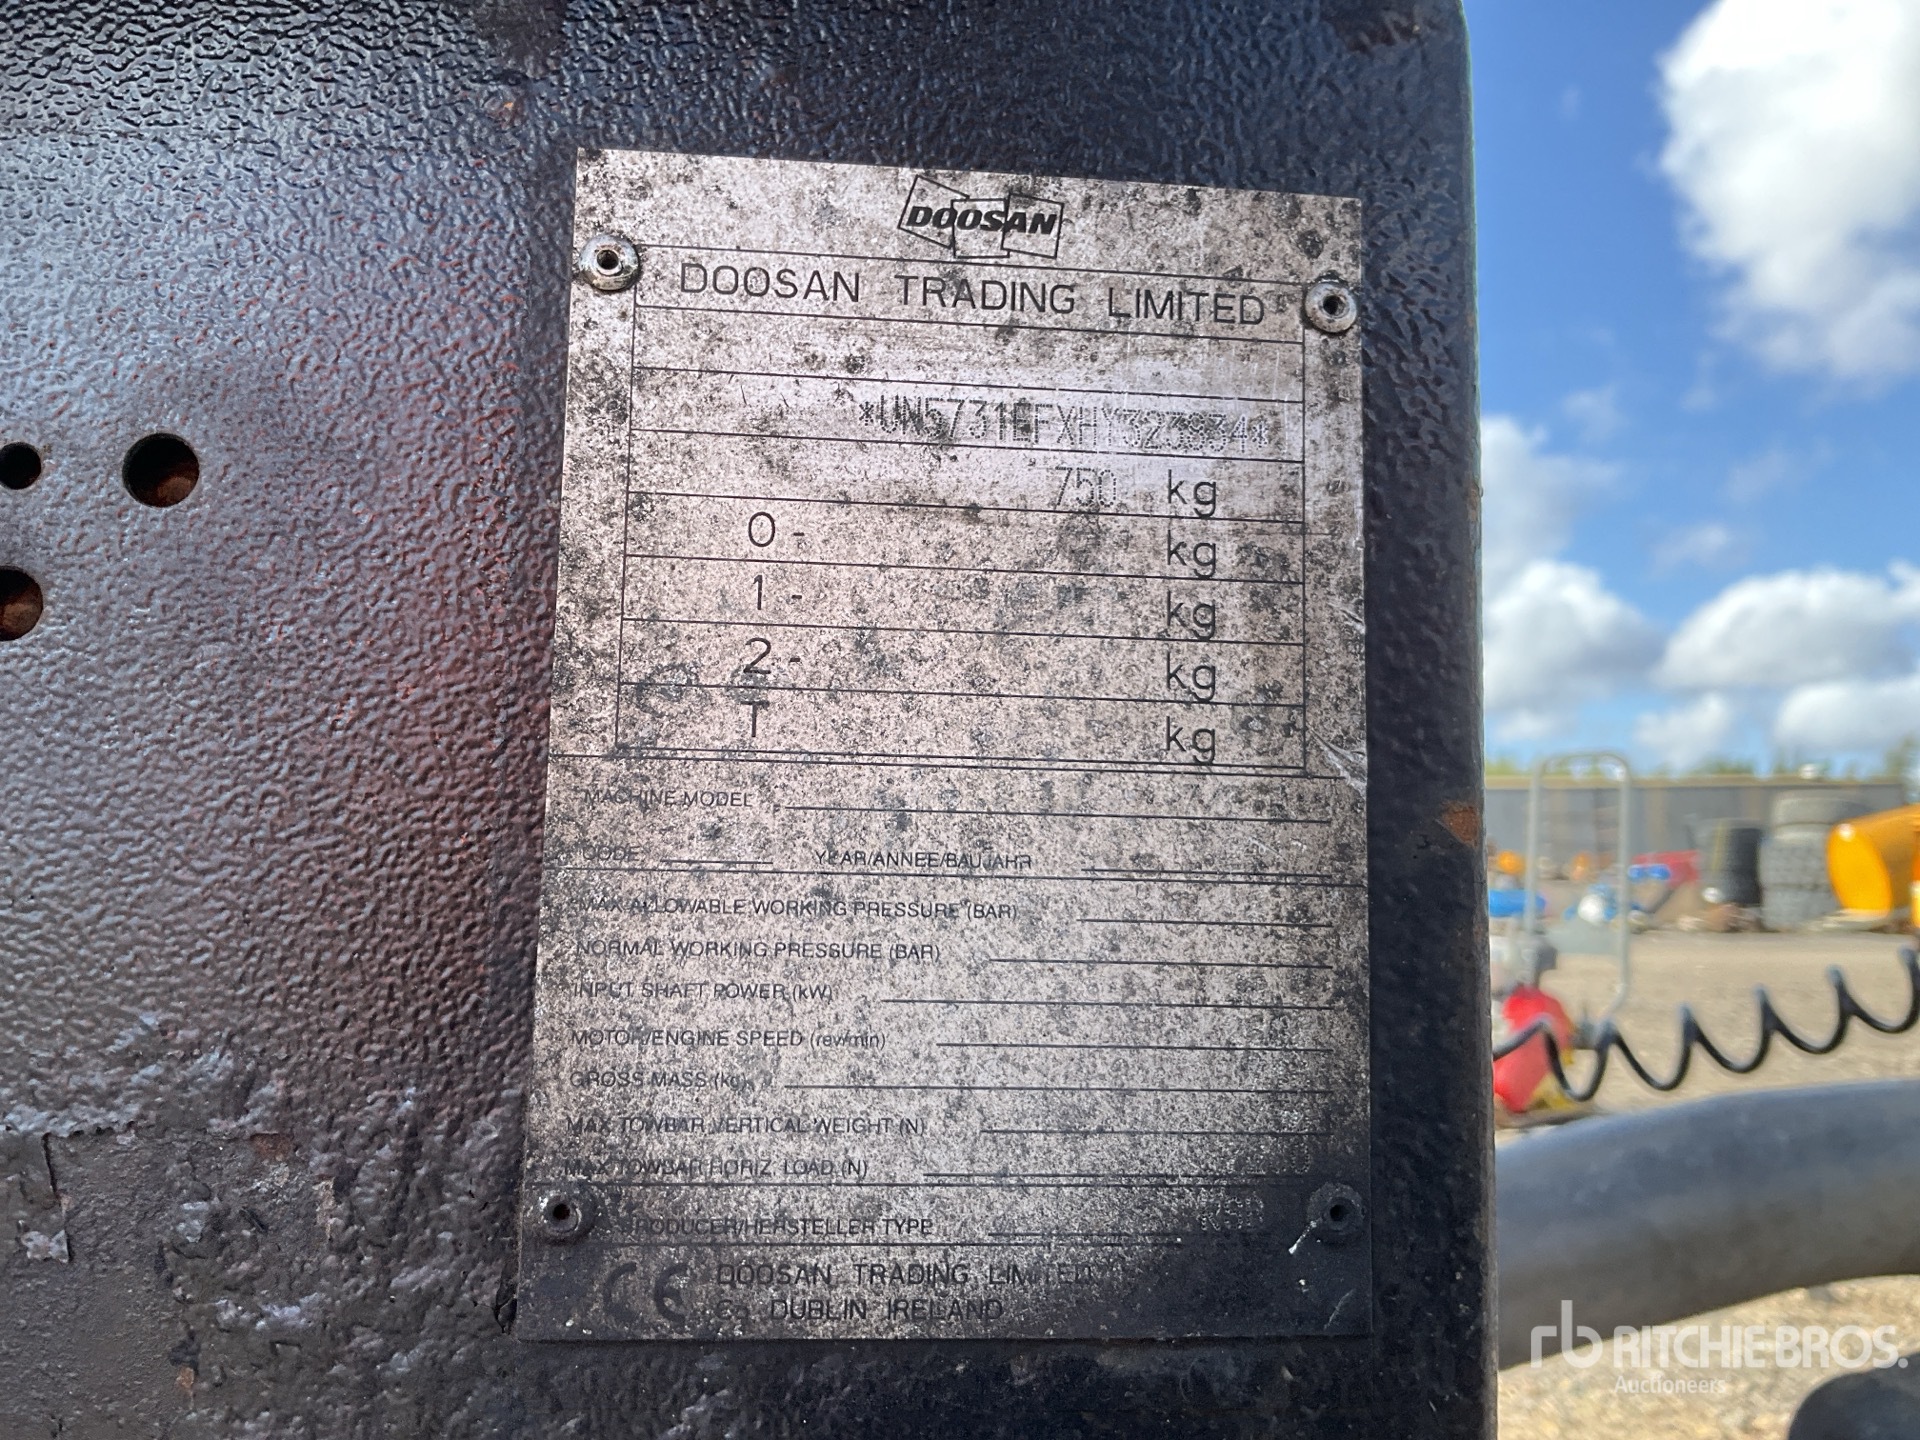 DOOSAN
DOOSAN TRADING LIMITED
*UN5731EFXHY323834*
750 kg
0- kg
1- kg
2- kg
T kg
MACHINE MODEL
CODE YEAR/ANNEE/BAUJAHR
MAX ALLOWABLE WORKING PRESSURE (BAR)
NORMAL WORKING PRESSURE (BAR)
INPUT SHAFT POWER (kW)
MOTOR/ENGINE SPEED (rev/min)
GROSS MASS (kg)
MAX TOWBAR VERTICAL WEIGHT (N)
MAX TOWBAR HORIZ. LOAD (N)
PRODUCER/HERSTELLER TYPE
CE DOOSAN TRADING LIMITED
Co DUBLIN IRELAND
rb RITCHIE BROS.
Auctioneers